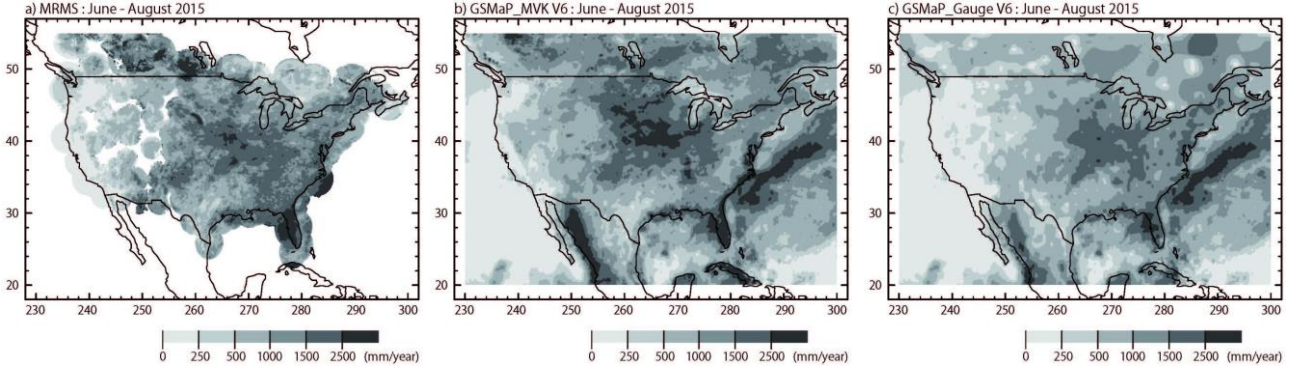 a) MRMS : June - August 2015
50
40
30
20
230 240 250 260 270 280 290 300
0 250 500 1000 1500 2500 (mm/year)
b) GSMaP_MVK V6 : June - August 2015
50
40
30
20
230 240 250 260 270 280 290 300
0 250 500 1000 1500 2500 (mm/year)
c) GSMaP_Gauge V6 : June - August 2015
50
40
30
20
230 240 250 260 270 280 290 300
0 250 500 1000 1500 2500 (mm/year)